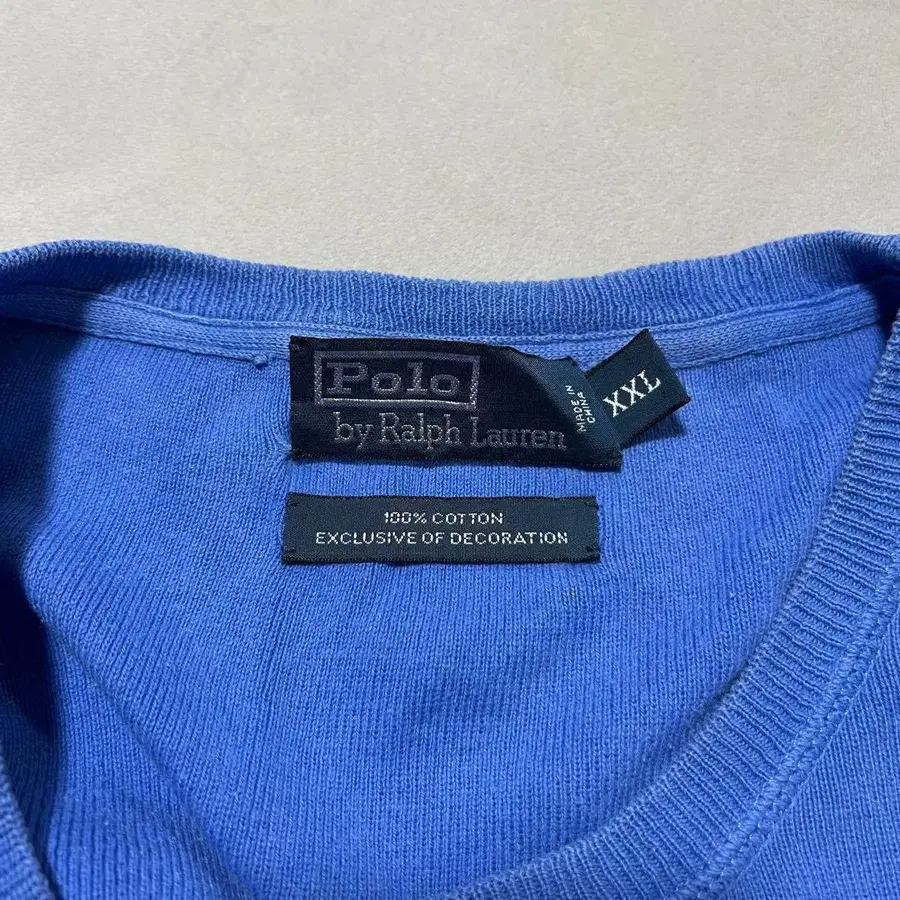 Polo
by Ralph Lauren
MADE IN
CHINA
XXL
100% COTTON
EXCLUSIVE OF DECORATION